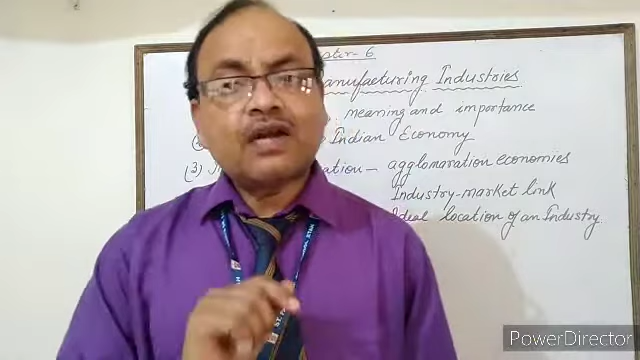 6
Manufacturing Industries
meaning and importance
Indian Economy
(3) agglomaration economies
Industry-market link
Ideal location of an Industry
PowerDirector